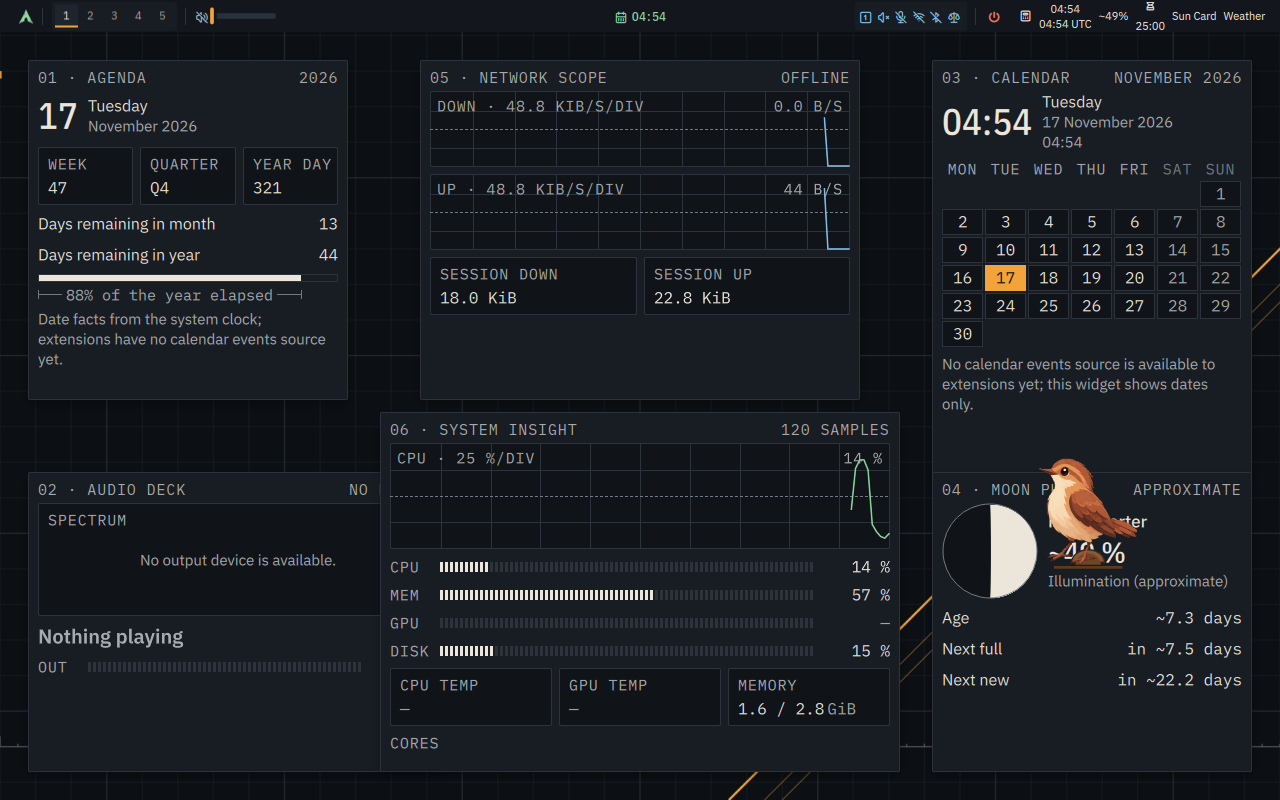 1 2 3 4 5
04:54
04:54
04:54 UTC
~49%
25:00
Sun Card
Weather
01 · AGENDA 2026
17
Tuesday
November 2026
WEEK
47
QUARTER
Q4
YEAR DAY
321
Days remaining in month 13
Days remaining in year 44
88% of the year elapsed
Date facts from the system clock;
extensions have no calendar events source
yet.
02 · AUDIO DECK NO
SPECTRUM
No output device is available.
Nothing playing
OUT
05 · NETWORK SCOPE OFFLINE
DOWN · 48.8 KIB/S/DIV 0.0 B/S
UP · 48.8 KIB/S/DIV 44 B/S
SESSION DOWN
18.0 KiB
SESSION UP
22.8 KiB
06 · SYSTEM INSIGHT 120 SAMPLES
CPU · 25 %/DIV 14 %
CPU 14 %
MEM 57 %
GPU —
DISK 15 %
CPU TEMP
—
GPU TEMP
—
MEMORY
1.6 / 2.8 GiB
CORES
03 · CALENDAR NOVEMBER 2026
04:54
Tuesday
17 November 2026
04:54
MON TUE WED THU FRI SAT SUN
1
2 3 4 5 6 7 8
9 10 11 12 13 14 15
16 17 18 19 20 21 22
23 24 25 26 27 28 29
30
No calendar events source is available to
extensions yet; this widget shows dates
only.
04 · MOON APPROXIMATE
Illumination (approximate)
Age ~7.3 days
Next full in ~7.5 days
Next new in ~22.2 days